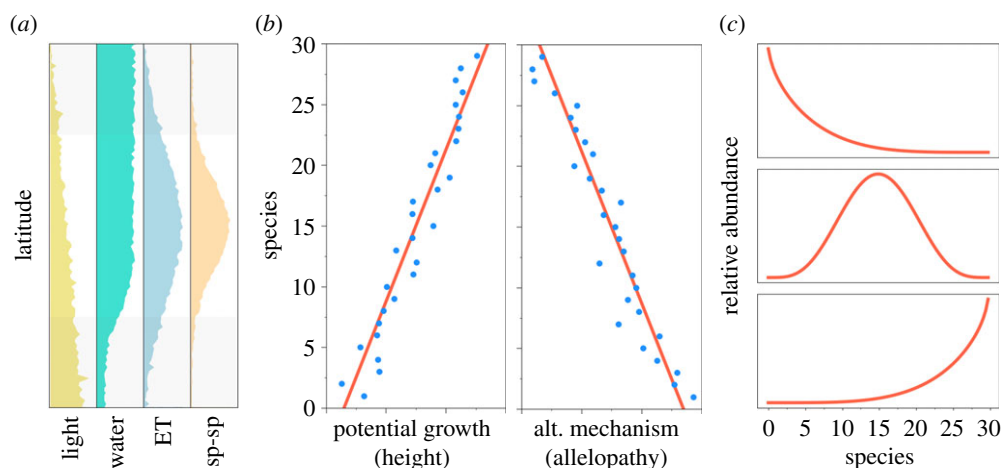 (a)
latitude
light
water
ET
sp-sp
(b)
species
30
25
20
15
10
5
0
potential growth
(height)
alt. mechanism
(allelopathy)
(c)
relative abundance
0 5 10 15 20 25 30
species